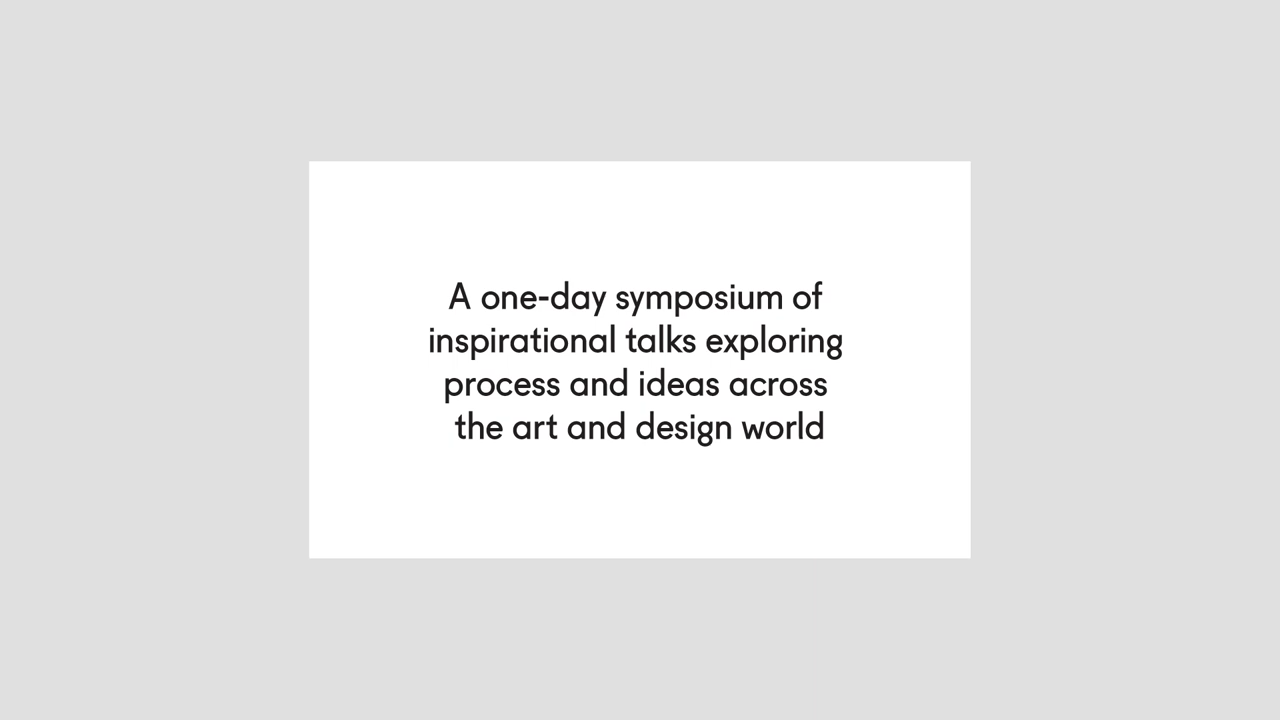 A one-day symposium of
inspirational talks exploring
process and ideas across
the art and design world